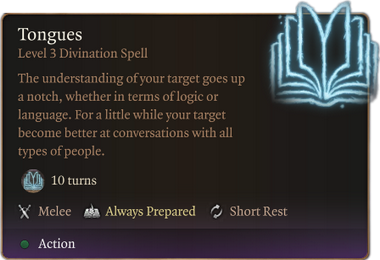 Tongues
Level 3 Divination Spell
The understanding of your target goes up
a notch, whether in terms of logic or
language. For a little while your target
become better at conversations with all
types of people.
10 turns
Melee Always Prepared Short Rest
Action